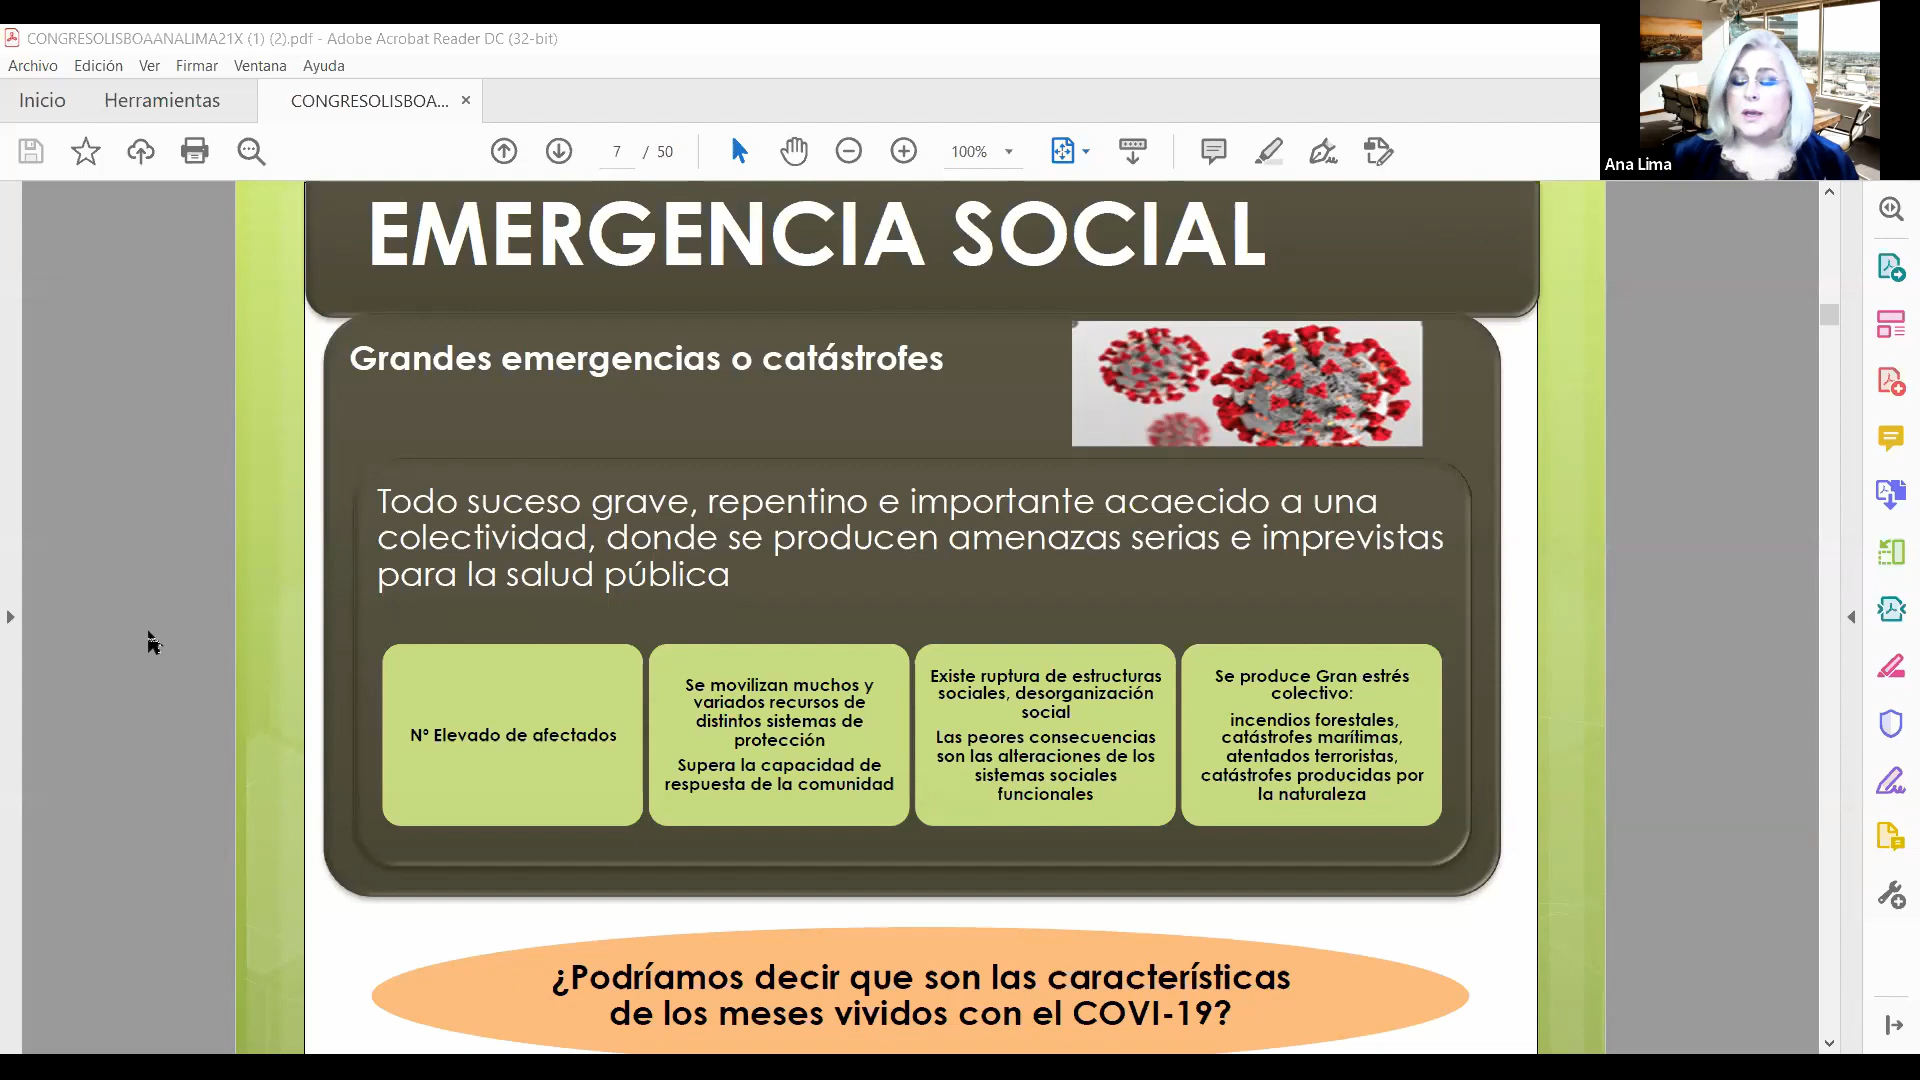 CONGRESOLISBOAANALIMA21X (1) (2).pdf - Adobe Acrobat Reader DC (32-bit)
Archivo Edición Ver Firmar Ventana Ayuda
Inicio Herramientas CONGRESOLISBOA... ×
7 / 50 100%
Ana Lima
EMERGENCIA SOCIAL
Grandes emergencias o catástrofes
Todo suceso grave, repentino e importante acaecido a una
colectividad, donde se producen amenazas serias e imprevistas
para la salud pública
Nº Elevado de afectados
Se movilizan muchos y
variados recursos de
distintos sistemas de
protección
Supera la capacidad de
respuesta de la comunidad
Existe ruptura de estructuras
sociales, desorganización
social
Las peores consecuencias
son las alteraciones de los
sistemas sociales
funcionales
Se produce Gran estrés
colectivo:
incendios forestales,
catástrofes marítimas,
atentados terroristas,
catástrofes producidas por
la naturaleza
¿Podríamos decir que son las características
de los meses vividos con el COVI-19?